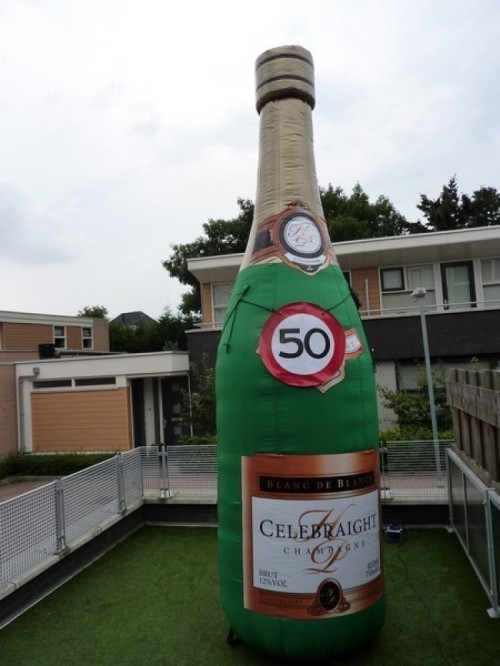 50
BLANC DE BLANCS
CELEBRAIGHT
CHAMPAGNE
BRUT
12%VOL